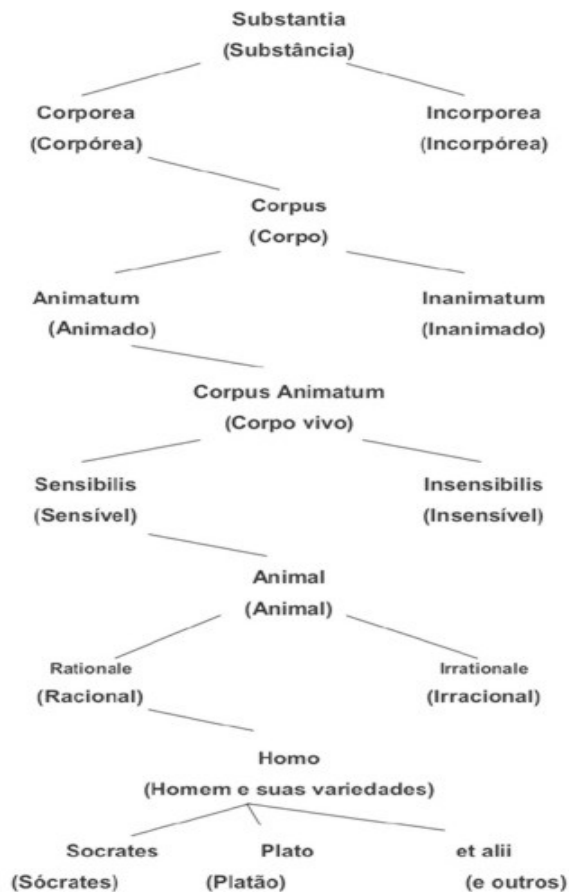 Substantia
(Substância)
Corporea Incorporea
(Corpórea) (Incorpórea)
Corpus
(Corpo)
Animatum Inanimatum
(Animado) (Inanimado)
Corpus Animatum
(Corpo vivo)
Sensibilis Insensibilis
(Sensível) (Insensível)
Animal
(Animal)
Rationale Irrationale
(Racional) (Irracional)
Homo
(Homem e suas variedades)
Socrates Plato et alii
(Sócrates) (Platão) (e outros)